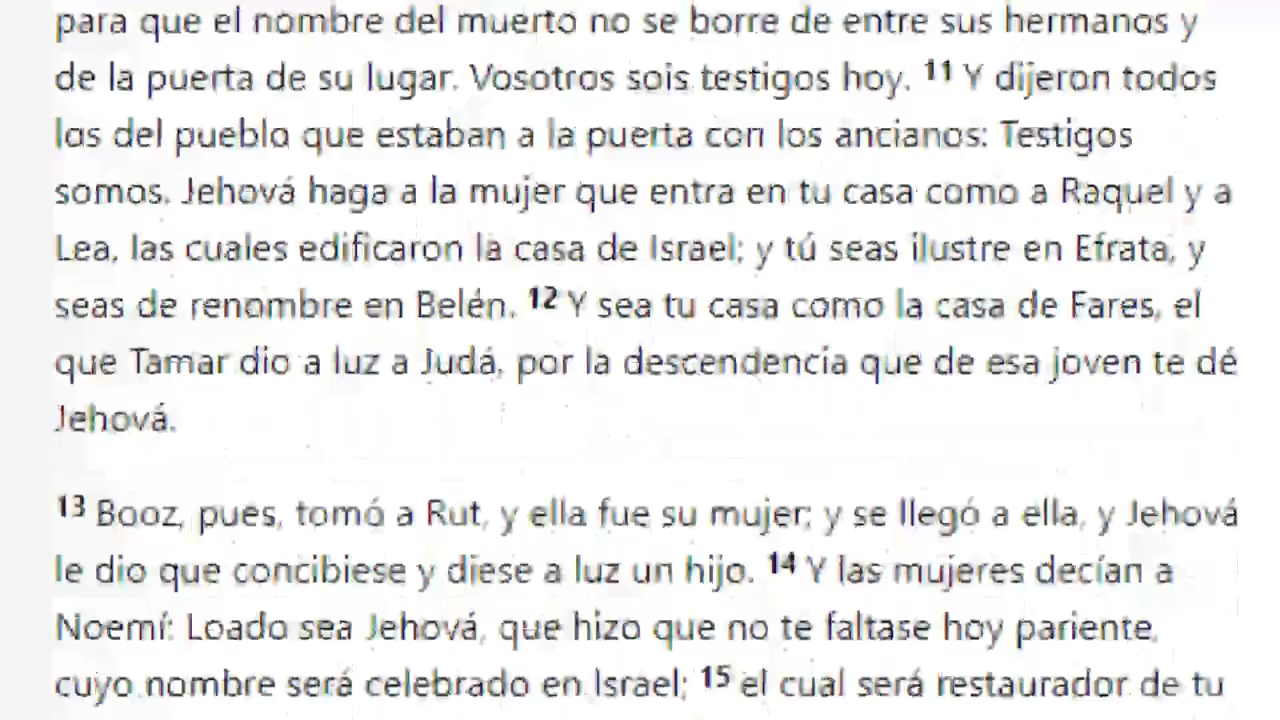 para que el nombre del muerto no se borre de entre sus hermanos y
de la puerta de su lugar. Vosotros sois testigos hoy. 11 Y dijeron todos
los del pueblo que estaban a la puerta con los ancianos: Testigos
somos. Jehová haga a la mujer que entra en tu casa como a Raquel y a
Lea, las cuales edificaron la casa de Israel; y tú seas ilustre en Efrata, y
seas de renombre en Belén. 12 Y sea tu casa como la casa de Fares, el
que Tamar dio a luz a Judá, por la descendencia que de esa joven te dé
Jehová.
13 Booz, pues, tomó a Rut, y ella fue su mujer; y se llegó a ella, y Jehová
le dio que concibiese y diese a luz un hijo. 14 Y las mujeres decían a
Noemí: Loado sea Jehová, que hizo que no te faltase hoy pariente,
cuyo nombre será celebrado en Israel; 15 el cual será restaurador de tu